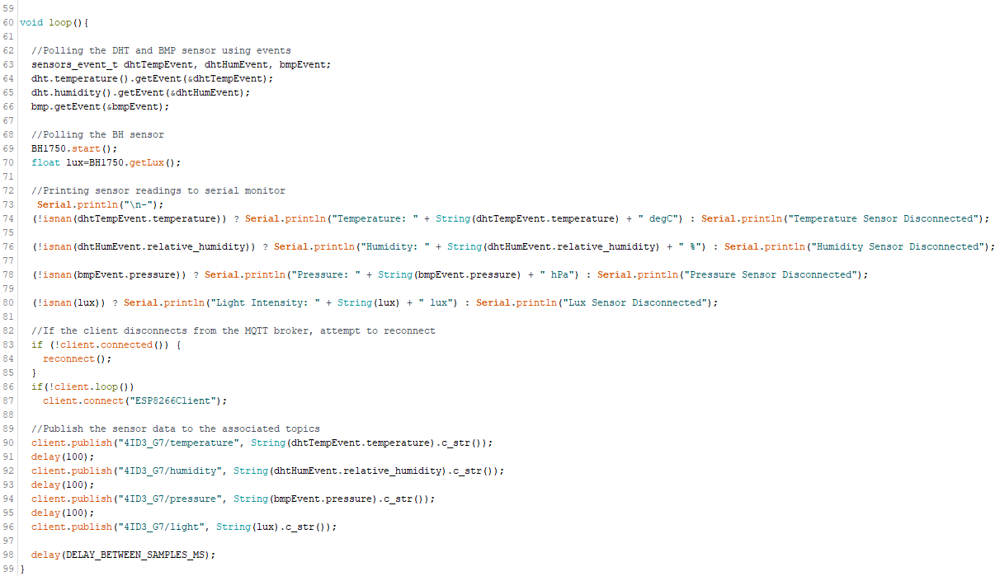 59
60 void loop(){
61
62 //Polling the DHT and BMP sensor using events
63 sensors_event_t dhtTempEvent, dhtHumEvent, bmpEvent;
64 dht.temperature().getEvent(&dhtTempEvent);
65 dht.humidity().getEvent(&dhtHumEvent);
66 bmp.getEvent(&bmpEvent);
67
68 //Polling the BH sensor
69 BH1750.start();
70 float lux=BH1750.getLux();
71
72 //Printing sensor readings to serial monitor
73 Serial.println("\n-");
74 (!isnan(dhtTempEvent.temperature)) ? Serial.println("Temperature: " + String(dhtTempEvent.temperature) + " degC") : Serial.println("Temperature Sensor Disconnected");
75
76 (!isnan(dhtHumEvent.relative_humidity)) ? Serial.println("Humidity: " + String(dhtHumEvent.relative_humidity) + " %") : Serial.println("Humidity Sensor Disconnected");
77
78 (!isnan(bmpEvent.pressure)) ? Serial.println("Pressure: " + String(bmpEvent.pressure) + " hPa") : Serial.println("Pressure Sensor Disconnected");
79
80 (!isnan(lux)) ? Serial.println("Light Intensity: " + String(lux) + " lux") : Serial.println("Lux Sensor Disconnected");
81
82 //If the client disconnects from the MQTT broker, attempt to reconnect
83 if (!client.connected()) {
84 reconnect();
85 }
86 if(!client.loop())
87 client.connect("ESP8266Client");
88
89 //Publish the sensor data to the associated topics
90 client.publish("4ID3_G7/temperature", String(dhtTempEvent.temperature).c_str());
91 delay(100);
92 client.publish("4ID3_G7/humidity", String(dhtHumEvent.relative_humidity).c_str());
93 delay(100);
94 client.publish("4ID3_G7/pressure", String(bmpEvent.pressure).c_str());
95 delay(100);
96 client.publish("4ID3_G7/light", String(lux).c_str());
97
98 delay(DELAY_BETWEEN_SAMPLES_MS);
99 }